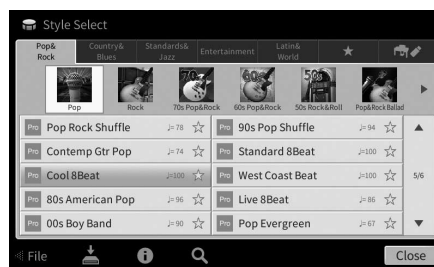 Style Select
Pop& Rock
Country& Blues
Standards& Jazz
Entertainment
Latin& World
Pop
Rock
70s Pop&Rock
60s Pop&Rock
50s Rock&Roll
Pop&Rock Ballad
Pro Pop Rock Shuffle ♩= 78
Pro 90s Pop Shuffle ♩= 94
Pro Contemp Gtr Pop ♩= 74
Pro Standard 8Beat ♩=100
Pro Cool 8Beat ♩=100
Pro West Coast Beat ♩=100
5/6
Pro 80s American Pop ♩= 96
Pro Live 8Beat ♩= 86
Pro 00s Boy Band ♩= 90
Pro Pop Evergreen ♩= 67
File
Close